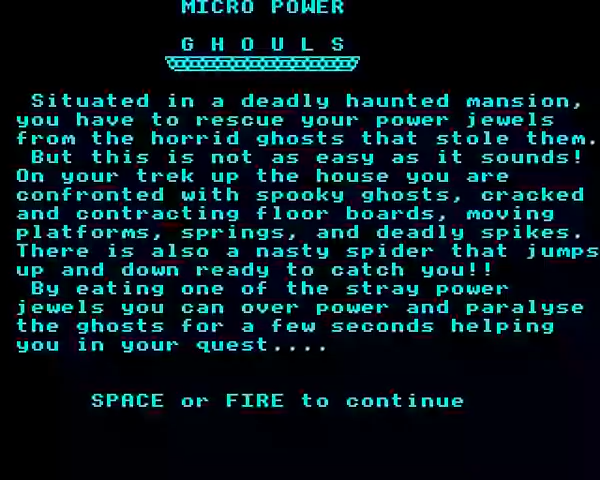 MICRO POWER
G H O U L S
Situated in a deadly haunted mansion,
you have to rescue your power jewels
from the horrid ghosts that stole them.
But this is not as easy as it sounds!
On your trek up the house you are
confronted with spooky ghosts, cracked
and contracting floor boards, moving
platforms, springs, and deadly spikes.
There is also a nasty spider that jumps
up and down ready to catch you!!
By eating one of the stray power
jewels you can over power and paralyse
the ghosts for a few seconds helping
you in your quest....
SPACE or FIRE to continue